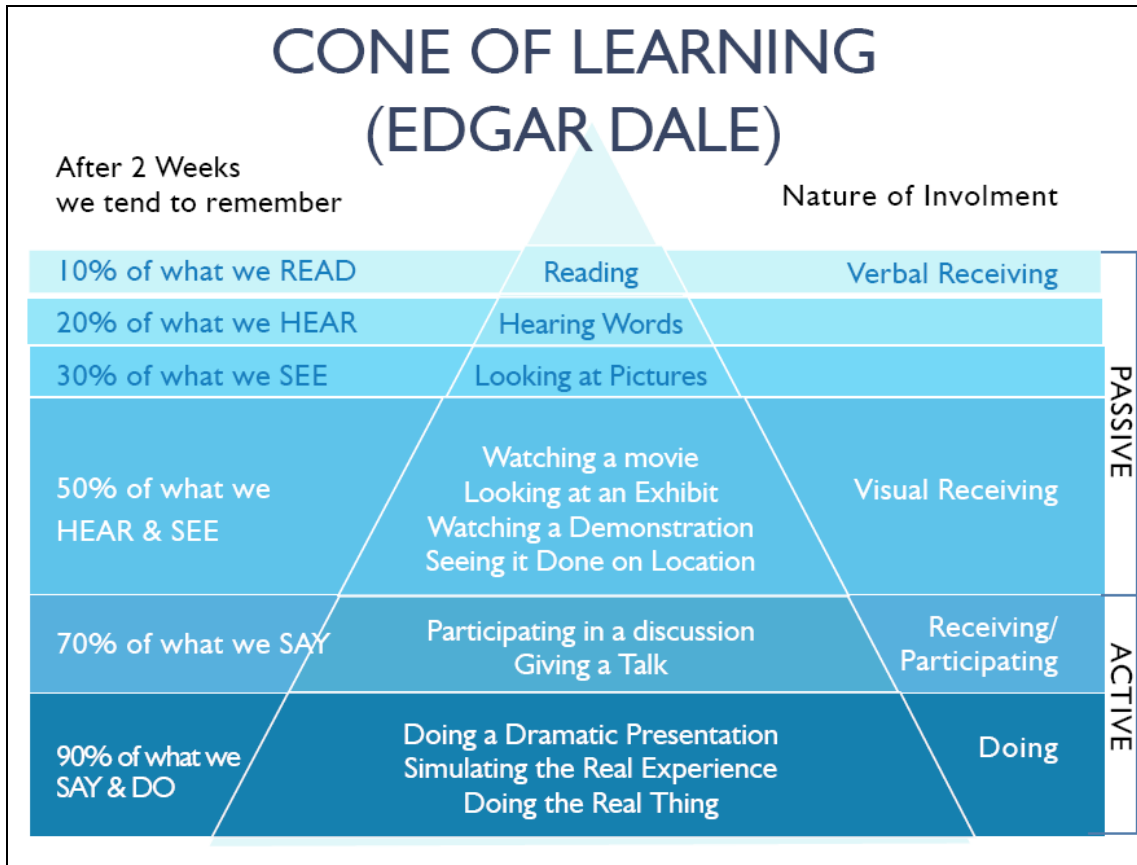 CONE OF LEARNING
(EDGAR DALE)
After 2 Weeks
we tend to remember
Nature of Involment
10% of what we READ
Reading
Verbal Receiving
20% of what we HEAR
Hearing Words
30% of what we SEE
Looking at Pictures
50% of what we
HEAR & SEE
Watching a movie
Looking at an Exhibit
Watching a Demonstration
Seeing it Done on Location
Visual Receiving
PASSIVE
70% of what we SAY
Participating in a discussion
Giving a Talk
Receiving/
Participating
90% of what we
SAY & DO
Doing a Dramatic Presentation
Simulating the Real Experience
Doing the Real Thing
Doing
ACTIVE